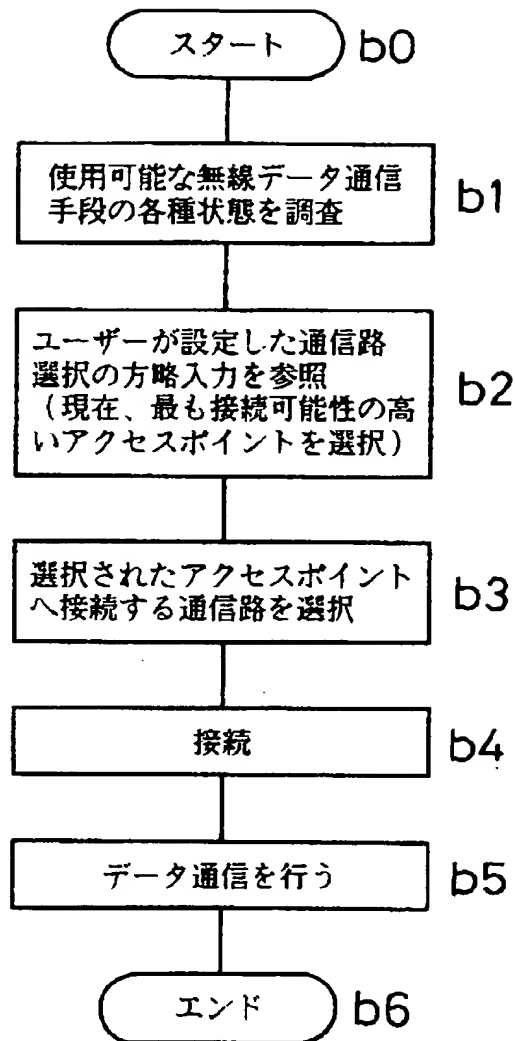 スタート b0
使用可能な無線データ通信
手段の各種状態を調査 b1
ユーザーが設定した通信路
選択の方略入力を参照
（現在、最も接続可能性の高
いアクセスポイントを選択） b2
選択されたアクセスポイント
へ接続する通信路を選択 b3
接続 b4
データ通信を行う b5
エンド b6